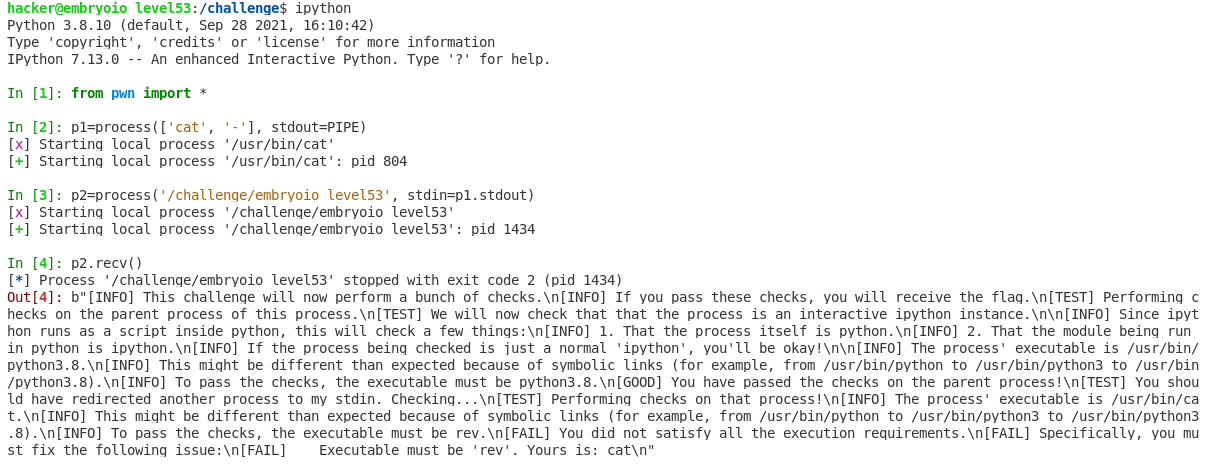 hacker@embryoio_level53:/challenge$ ipython
Python 3.8.10 (default, Sep 28 2021, 16:10:42)
Type 'copyright', 'credits' or 'license' for more information
IPython 7.13.0 -- An enhanced Interactive Python. Type '?' for help.
In [1]: from pwn import *
In [2]: p1=process(['cat', '-'], stdout=PIPE)
[x] Starting local process '/usr/bin/cat'
[+] Starting local process '/usr/bin/cat': pid 804
In [3]: p2=process('/challenge/embryoio_level53', stdin=p1.stdout)
[x] Starting local process '/challenge/embryoio_level53'
[+] Starting local process '/challenge/embryoio_level53': pid 1434
In [4]: p2.recv()
[*] Process '/challenge/embryoio_level53' stopped with exit code 2 (pid 1434)
Out[4]: b"[INFO] This challenge will now perform a bunch of checks.\n[INFO] If you pass these checks, you will receive the flag.\n[TEST] Performing c
hecks on the parent process of this process.\n[TEST] We will now check that that the process is an interactive ipython instance.\n\n[INFO] Since ipyt
hon runs as a script inside python, this will check a few things:\n[INFO] 1. That the process itself is python.\n[INFO] 2. That the module being run
in python is ipython.\n[INFO] If the process being checked is just a normal 'ipython', you'll be okay!\n\n[INFO] The process' executable is /usr/bin/
python3.8.\n[INFO] This might be different than expected because of symbolic links (for example, from /usr/bin/python to /usr/bin/python3 to /usr/bin
/python3.8).\n[INFO] To pass the checks, the executable must be python3.8.\n[GOOD] You have passed the checks on the parent process!\n[TEST] You shou
ld have redirected another process to my stdin. Checking...\n[TEST] Performing checks on that process!\n[INFO] The process' executable is /usr/bin/ca
t.\n[INFO] This might be different than expected because of symbolic links (for example, from /usr/bin/python to /usr/bin/python3 to /usr/bin/python3
.8).\n[INFO] To pass the checks, the executable must be rev.\n[FAIL] You did not satisfy all the execution requirements.\n[FAIL] Specifically, you mu
st fix the following issue:\n[FAIL]    Executable must be 'rev'. Yours is: cat\n"